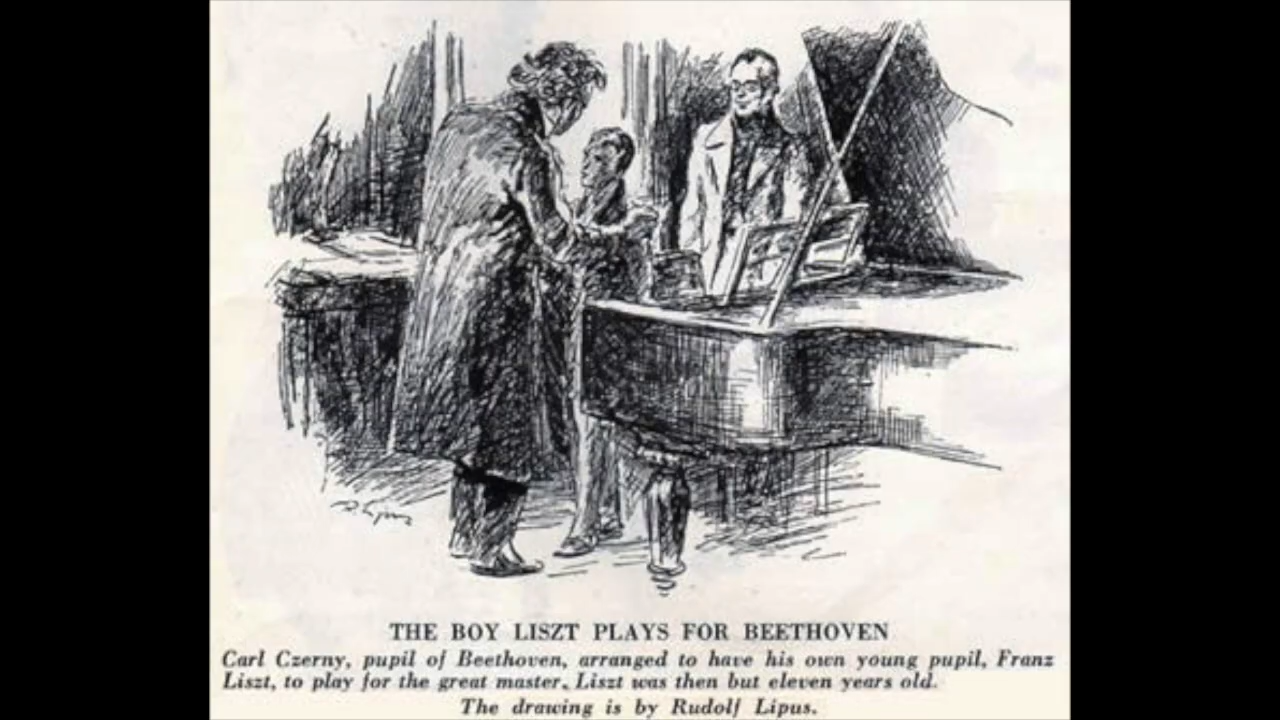 THE BOY LISZT PLAYS FOR BEETHOVEN
Carl Czerny, pupil of Beethoven, arranged to have his own young pupil, Franz
Liszt, to play for the great master. Liszt was then but eleven years old.
The drawing is by Rudolf Lipus.